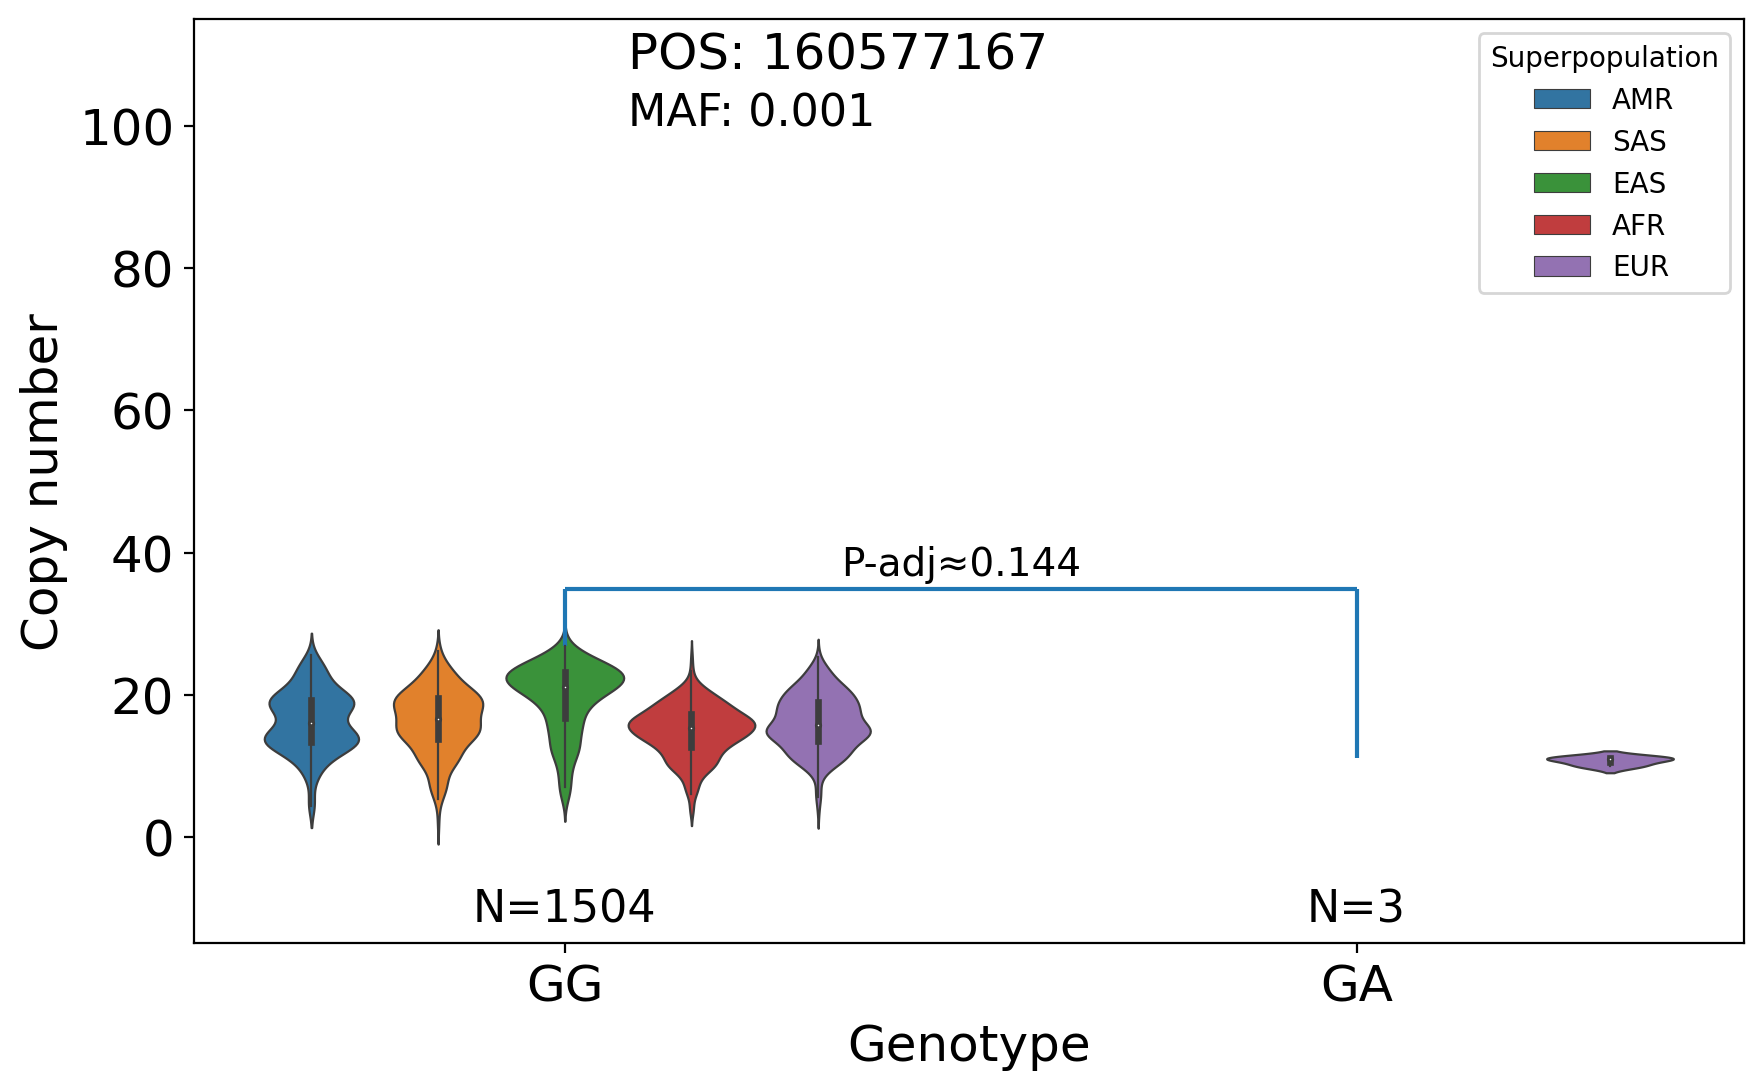 POS: 160577167
MAF: 0.001
Superpopulation
AMR
SAS
EAS
AFR
EUR
Copy number
100
80
60
40
20
0
P-adj≈0.144
N=1504
N=3
GG
GA
Genotype